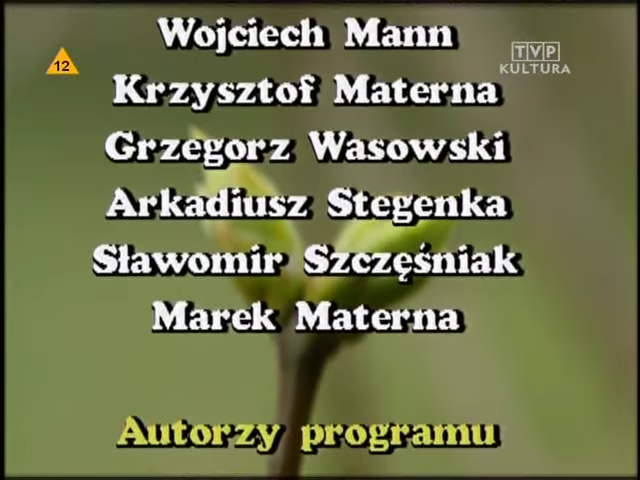 Wojciech Mann
12
TVP
KULTURA
Krzysztof Materna
Grzegorz Wasowski
Arkadiusz Stegenka
Sławomir Szczęśniak
Marek Materna
Autorzy programu